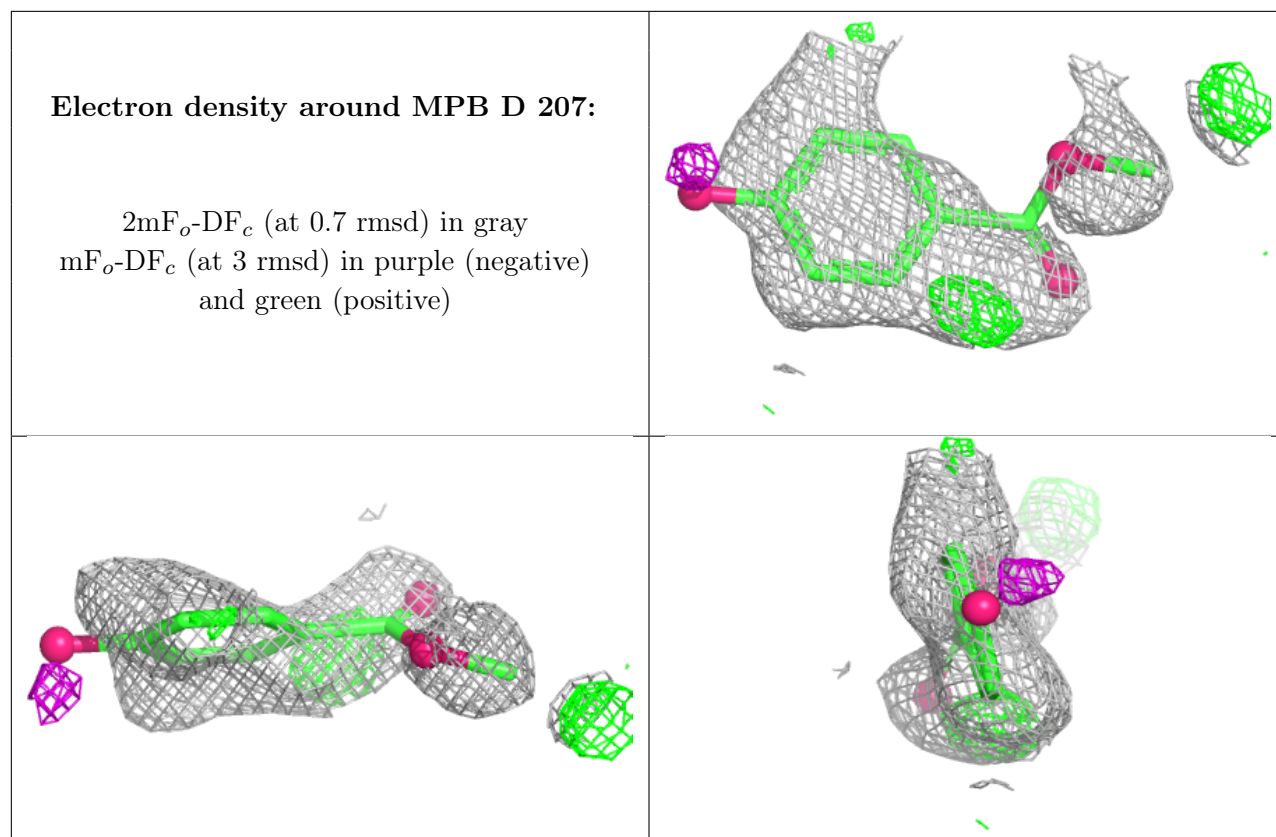 Electron density around MPB D 207:
2mFₒ-DF𝒸 (at 0.7 rmsd) in gray
mFₒ-DF𝒸 (at 3 rmsd) in purple (negative)
and green (positive)